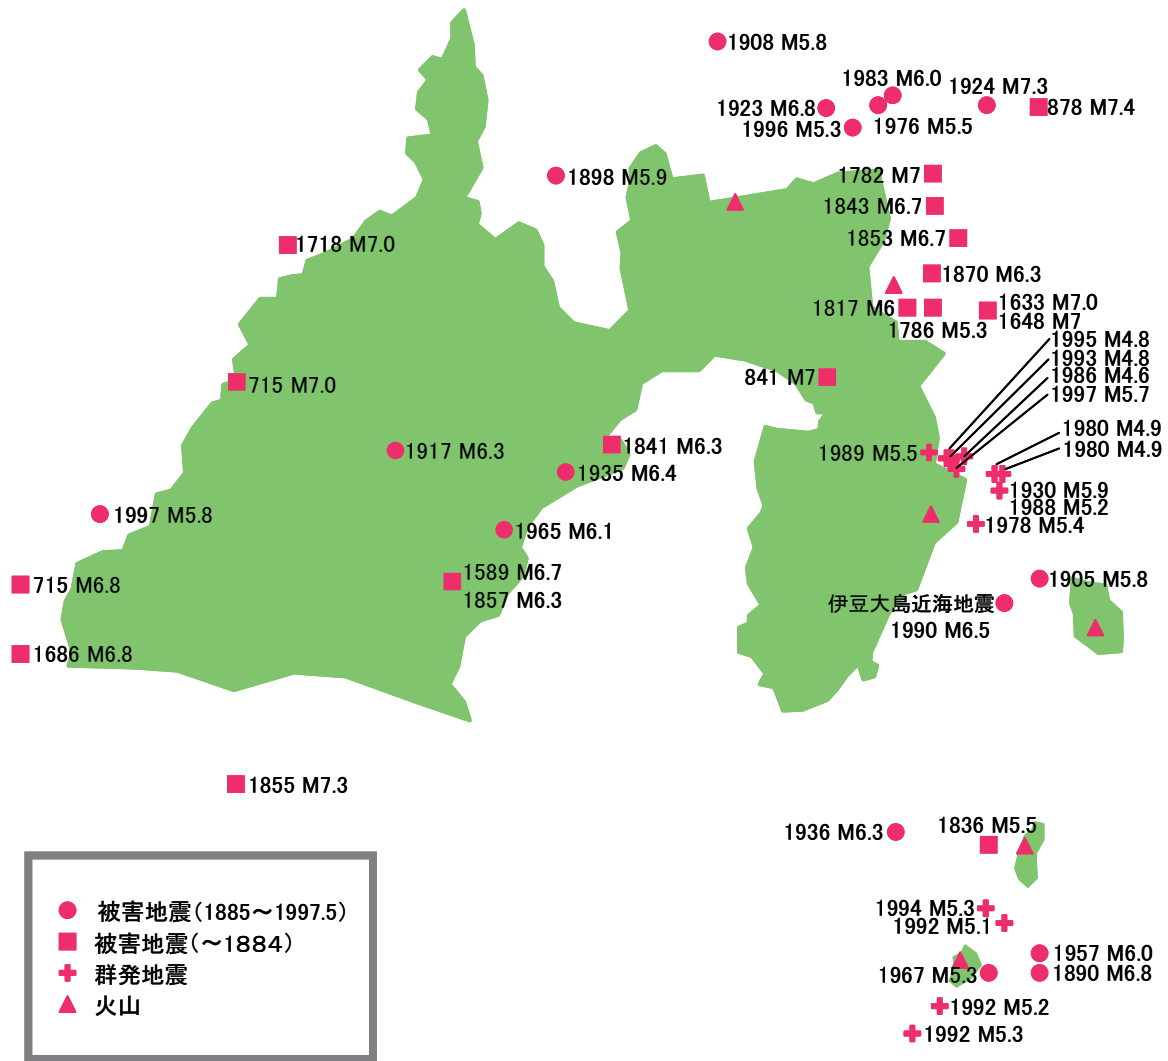 1908 M5.8
1983 M6.0
1924 M7.3
1923 M6.8
878 M7.4
1996 M5.3
1976 M5.5
1898 M5.9
1782 M7
1843 M6.7
1718 M7.0
1853 M6.7
1870 M6.3
1817 M6
1633 M7.0
1648 M7
1786 M5.3
1995 M4.8
1993 M4.8
1986 M4.6
1997 M5.7
715 M7.0
841 M7
1980 M4.9
1980 M4.9
1917 M6.3
1841 M6.3
1989 M5.5
1935 M6.4
1930 M5.9
1988 M5.2
1997 M5.8
1965 M6.1
1978 M5.4
715 M6.8
1589 M6.7
1857 M6.3
1905 M5.8
伊豆大島近海地震
1990 M6.5
1686 M6.8
1855 M7.3
1936 M6.3
1836 M5.5
1994 M5.3
1992 M5.1
1957 M6.0
1967 M5.3
1890 M6.8
1992 M5.2
1992 M5.3
被害地震(1885～1997.5)
被害地震(～1884)
群発地震
火山